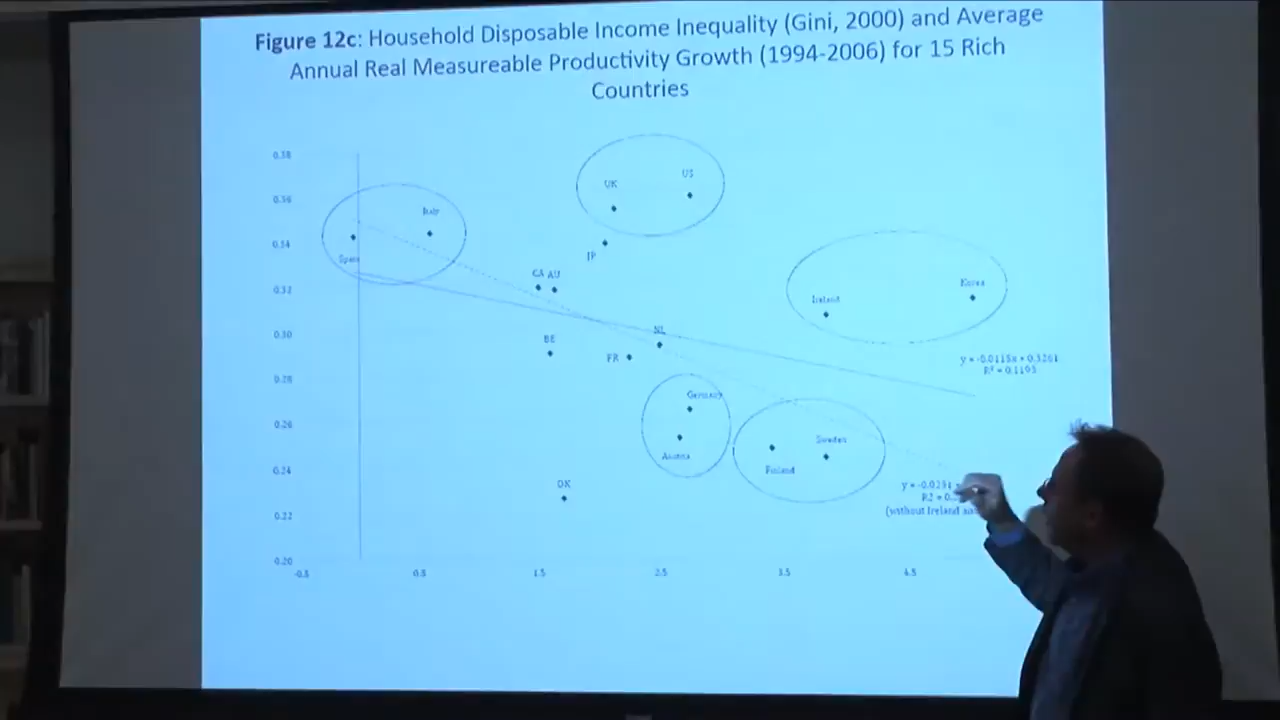 Figure 12c: Household Disposable Income Inequality (Gini, 2000) and Average
Annual Real Measureable Productivity Growth (1994-2006) for 15 Rich
Countries
0.38
0.36
0.34
0.32
0.30
0.28
0.26
0.24
0.22
0.20
-0.5
0.5
1.5
2.5
3.5
4.5
UK
US
Italy
Spain
JP
CA AU
Ireland
Korea
BE
FR
NL
y = -0.0115x + 0.3261
R² = 0.1195
Germany
Austria
Finland
Sweden
DK
y = -0.0291
R2 = 0.
(without Ireland